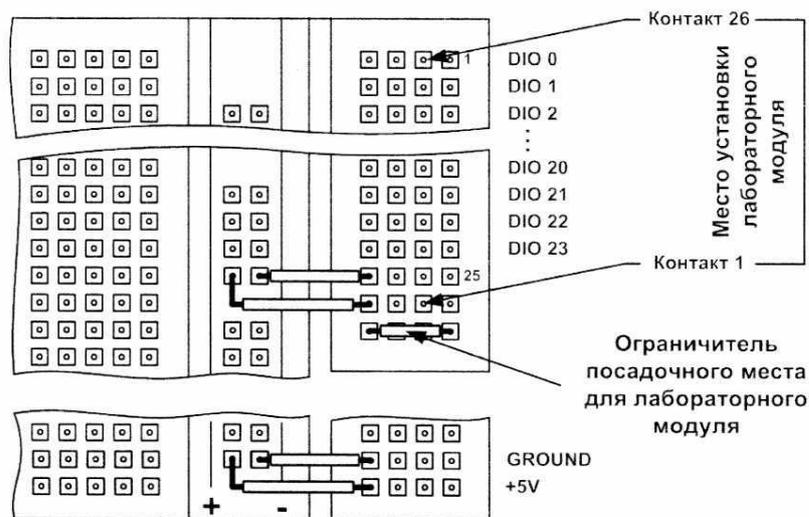 Контакт 26
1
DIO 0
DIO 1
DIO 2
⋮
DIO 20
DIO 21
DIO 22
DIO 23
25
Контакт 1
Место установки
лабораторного
модуля
Ограничитель
посадочного места
для лабораторного
модуля
GROUND
+5V
+ -